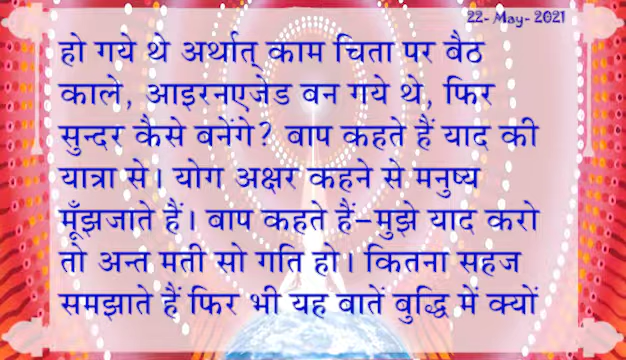 22- May- 2021
हो गये थे अर्थात् काम चिता पर बैठ
काले, आइरनएजेड बन गये थे, फिर
सुन्दर कैसे बनेंगे? बाप कहते हैं याद की
यात्रा से। योग अक्षर कहने से मनुष्य
मूँझजाते हैं। बाप कहते हैं–मुझे याद करो
तो अन्त मती सो गति हो। कितना सहज
समझाते हैं फिर भी यह बातें बुद्धि में क्यों